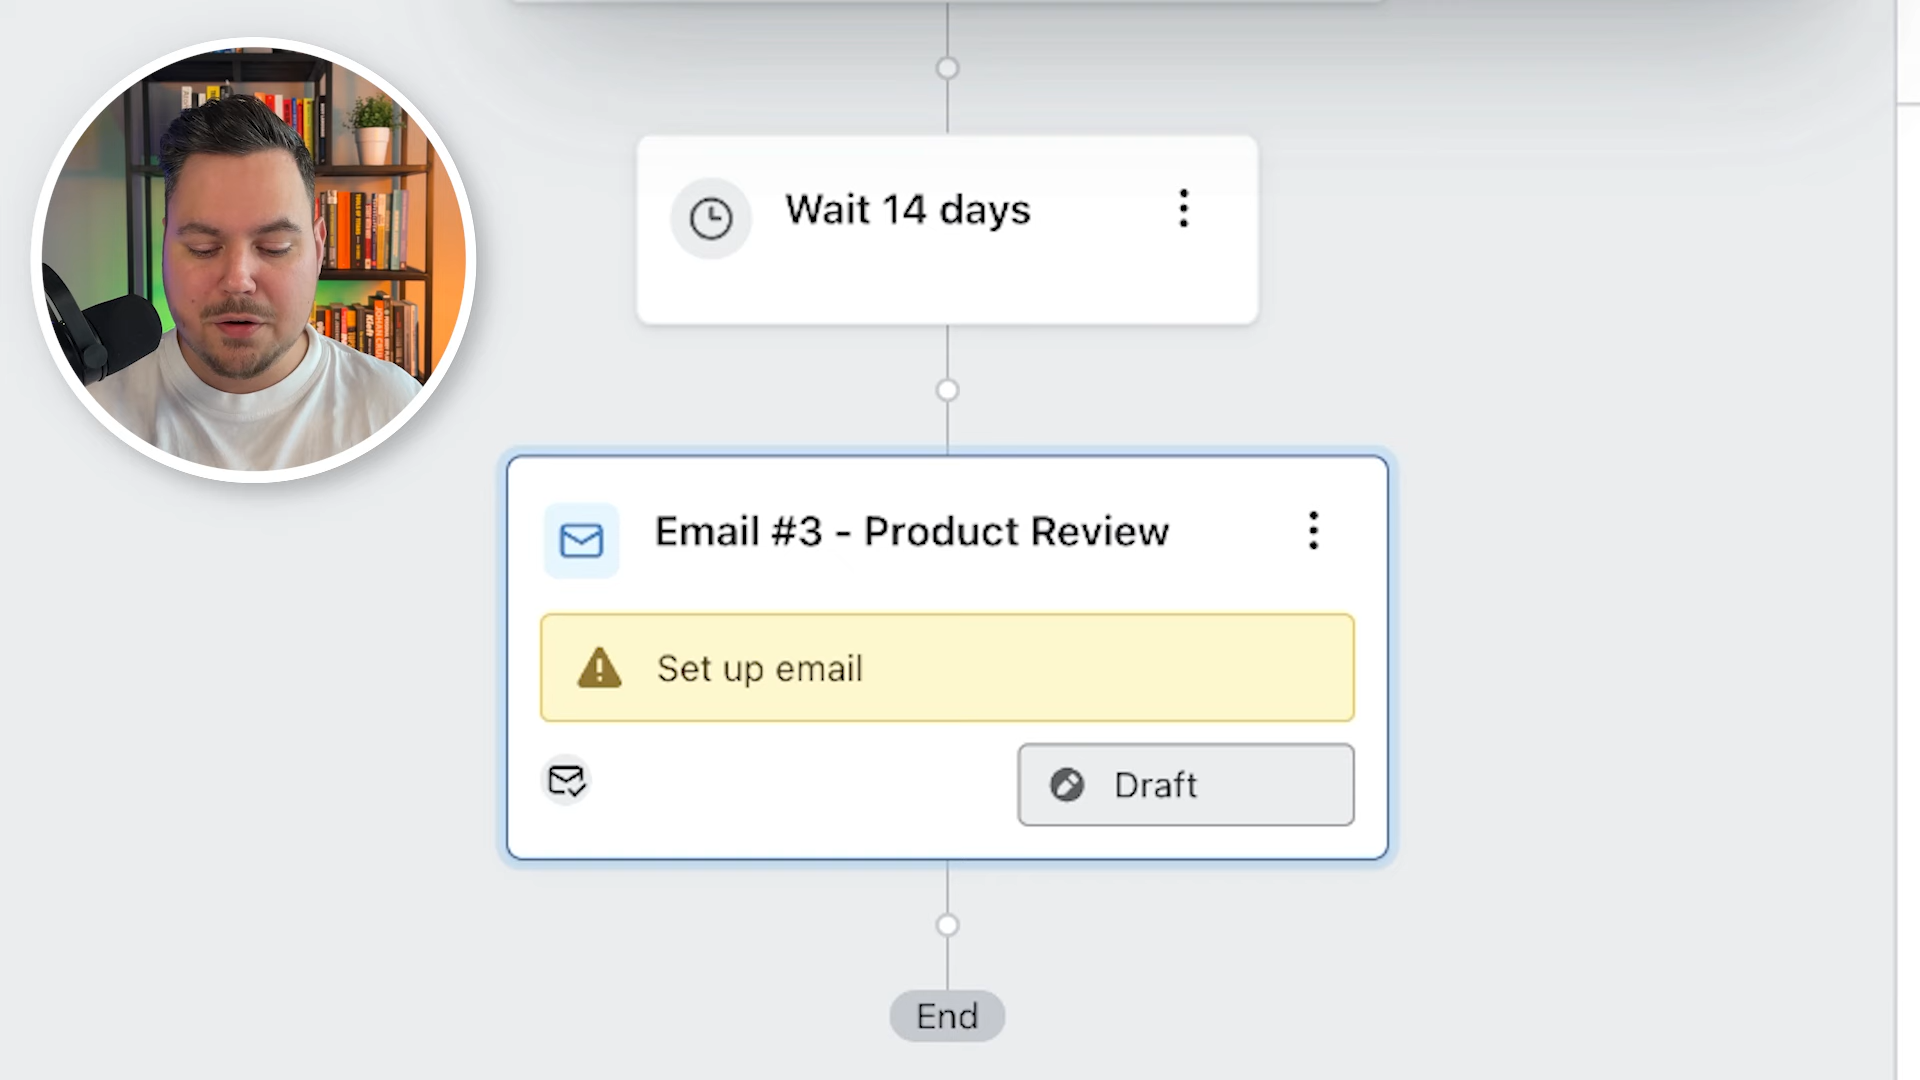 Wait 14 days
Email #3 - Product Review
Set up email
Draft
End